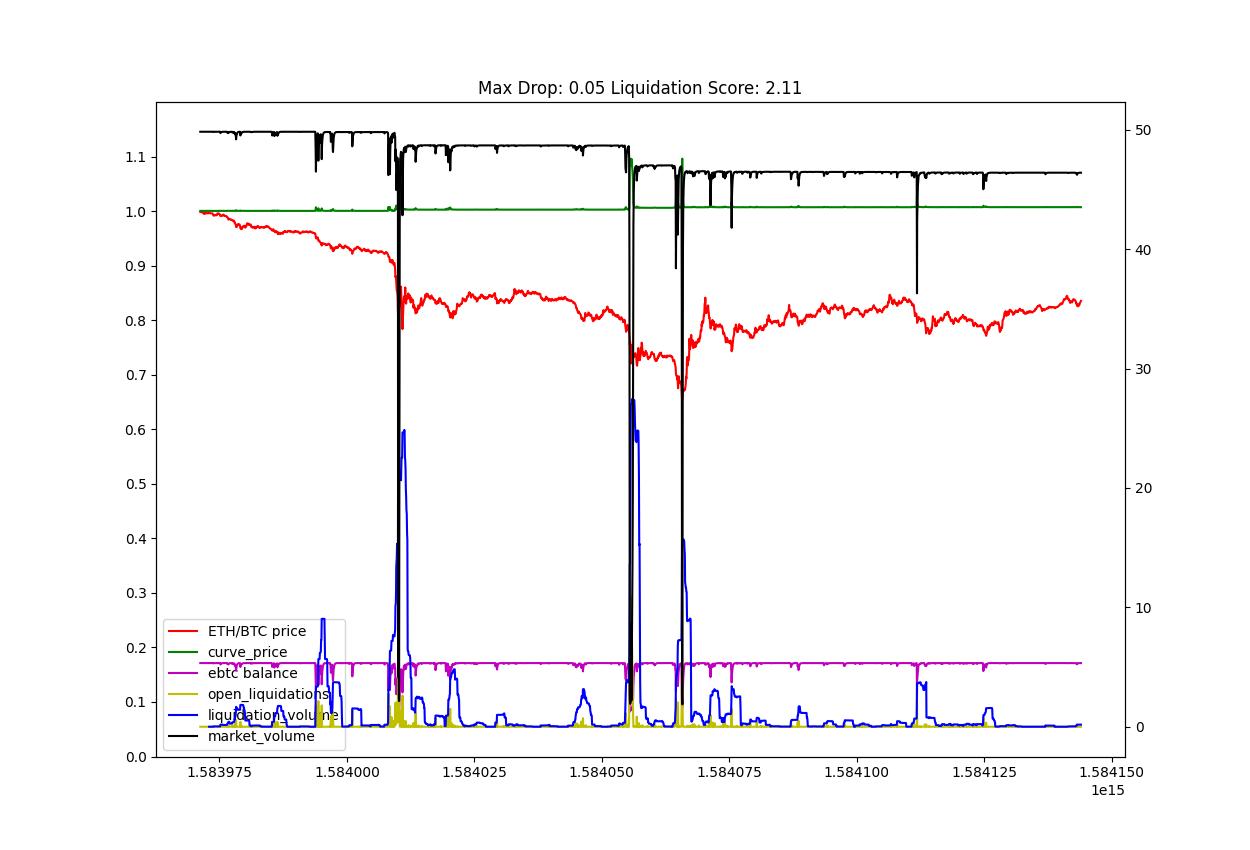 Max Drop: 0.05 Liquidation Score: 2.11
1.1
1.0
0.9
0.8
0.7
0.6
0.5
0.4
0.3
0.2
0.1
0.0
50
40
30
20
10
0
ETH/BTC price
curve_price
ebtc balance
open_liquidations
liquidation_volume
market_volume
1.583975 1.584000 1.584025 1.584050 1.584075 1.584100 1.584125 1.584150
1e15